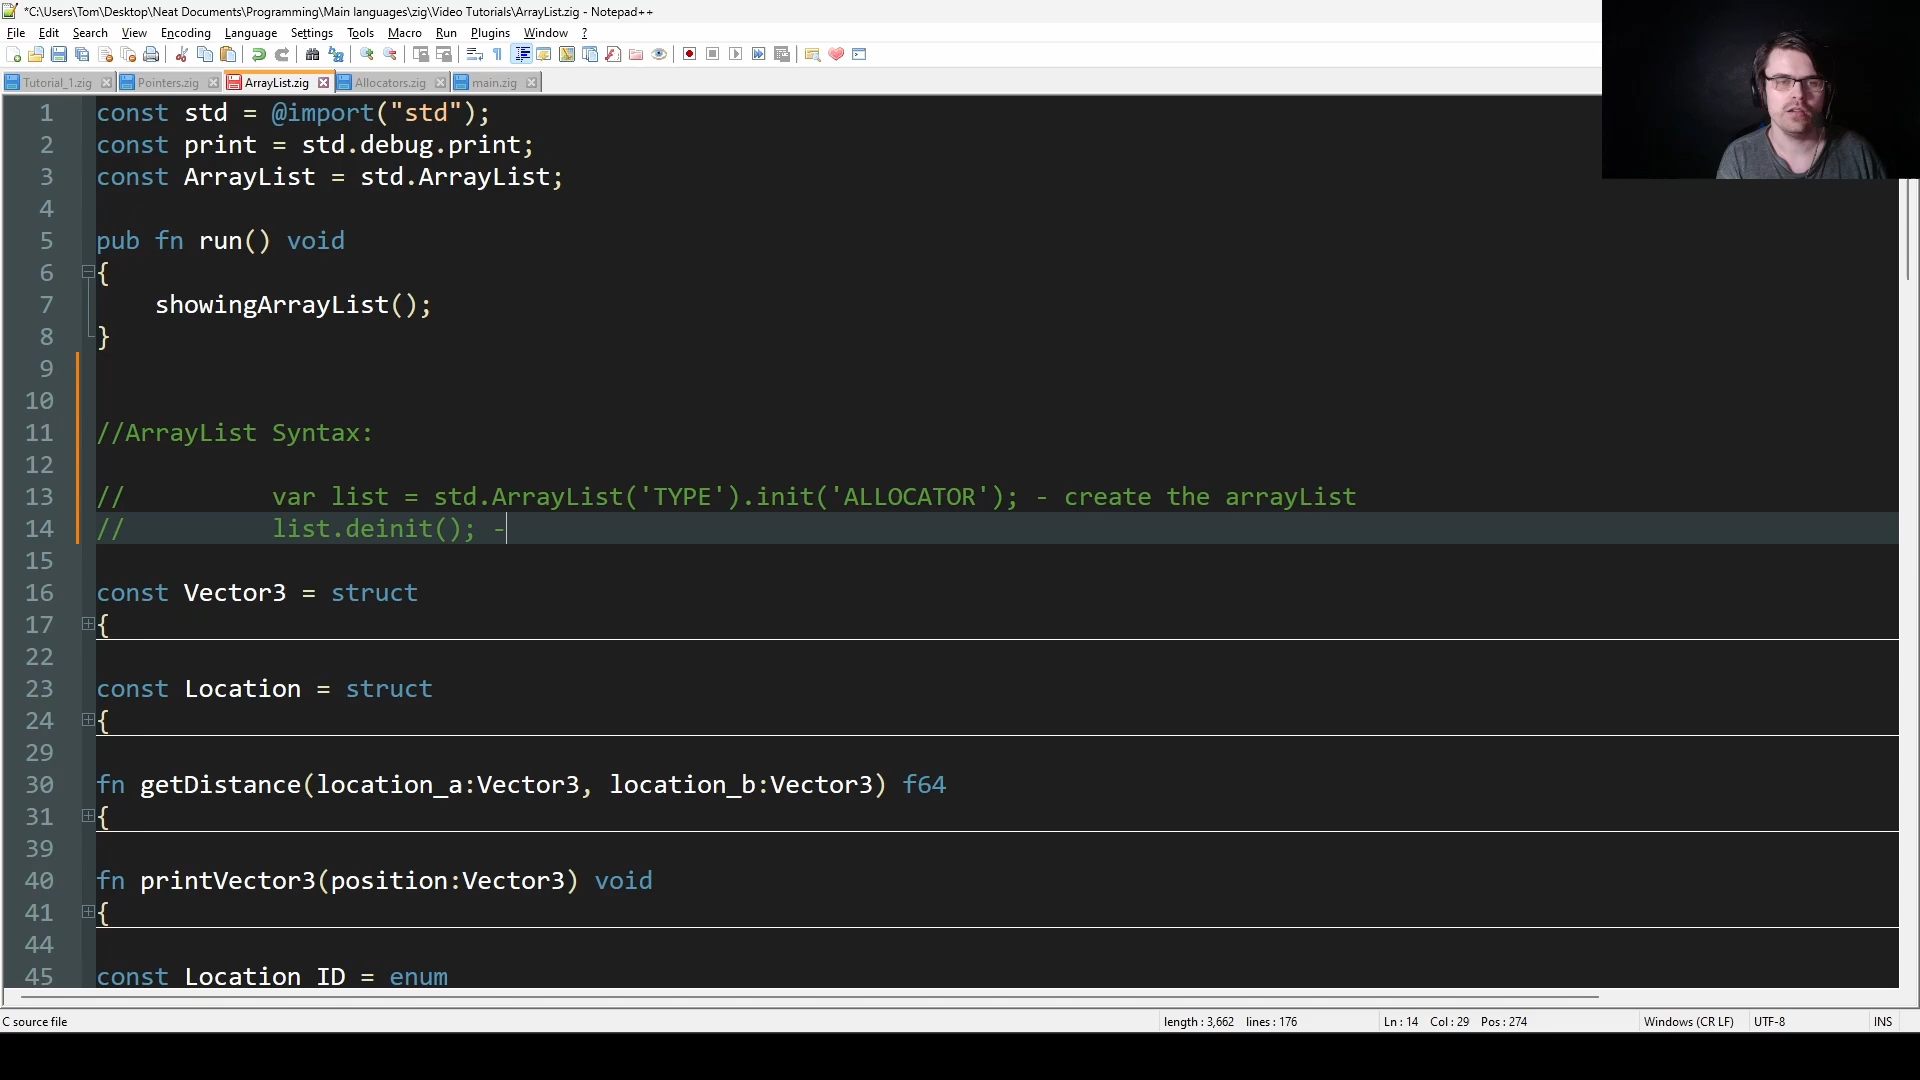 *C:\Users\Tom\Desktop\Neat Documents\Programming\Main languages\zig\Video Tutorials\ArrayList.zig - Notepad++
File Edit Search View Encoding Language Settings Tools Macro Run Plugins Window ?
Tutorial_1.zig Pointers.zig ArrayList.zig Allocators.zig main.zig
1 const std = @import("std");
2 const print = std.debug.print;
3 const ArrayList = std.ArrayList;
4
5 pub fn run() void
6 {
7 showingArrayList();
8 }
9
10
11 //ArrayList Syntax:
12
13 // var list = std.ArrayList('TYPE').init('ALLOCATOR'); - create the arrayList
14 // list.deinit(); -
15
16 const Vector3 = struct
17 {
22
23 const Location = struct
24 {
29
30 fn getDistance(location_a:Vector3, location_b:Vector3) f64
31 {
39
40 fn printVector3(position:Vector3) void
41 {
44
45 const Location ID = enum
C source file length : 3,662 lines : 176 Ln : 14 Col : 29 Pos : 274 Windows (CR LF) UTF-8 INS